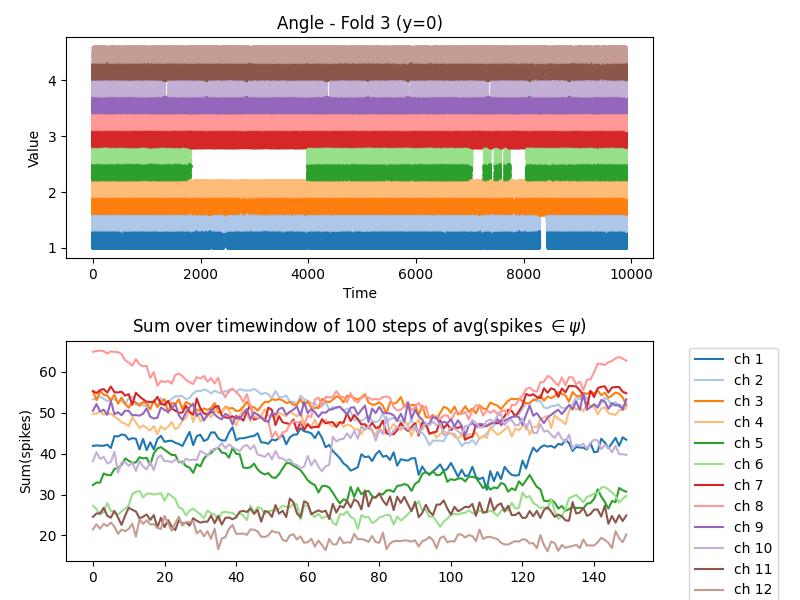 Angle - Fold 3 (y=0)
4
3
2
1
Value
0 2000 4000 6000 8000 10000
Time
Sum over timewindow of 100 steps of avg(spikes ∈ψ)
60
50
40
30
20
Sum(spikes)
0 20 40 60 80 100 120 140
ch 1
ch 2
ch 3
ch 4
ch 5
ch 6
ch 7
ch 8
ch 9
ch 10
ch 11
ch 12